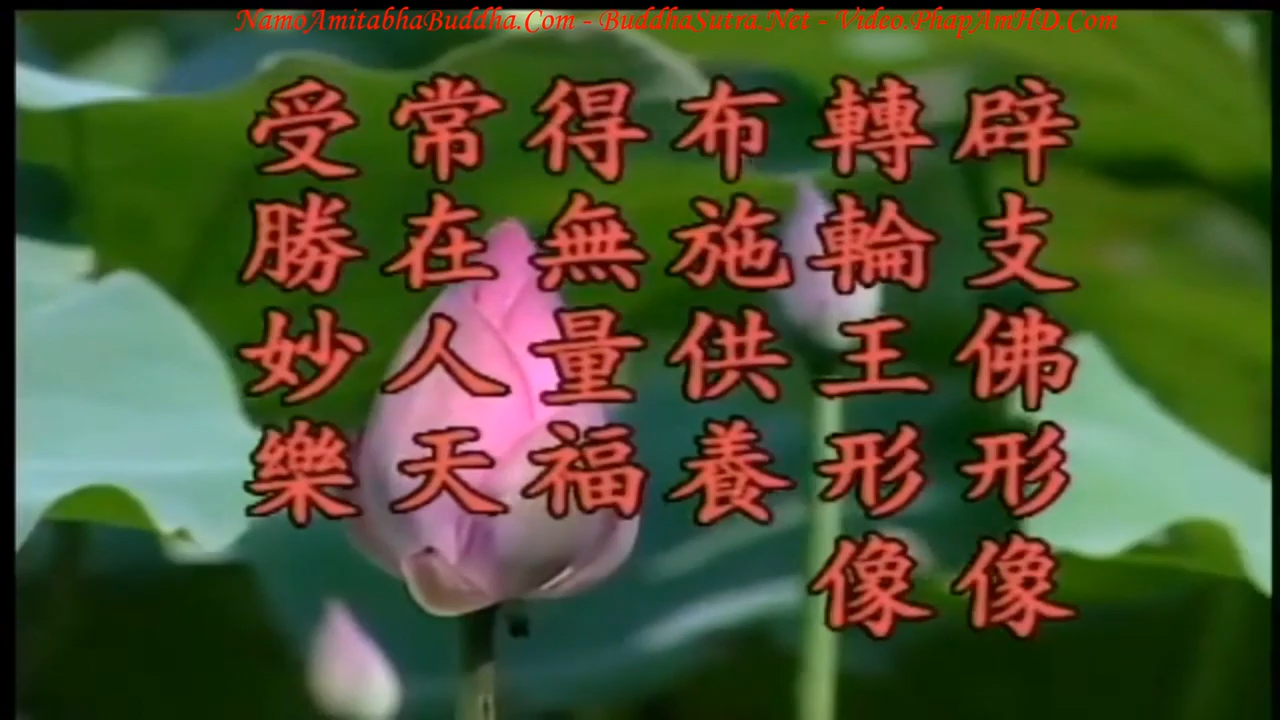 NamoAmitabhaBuddha.Com - BuddhaSutra.Net - Video.PhapAmHD.Com
辟支佛形像
轉輪王形像
布施供養
得無量福
常在人天
受勝妙樂